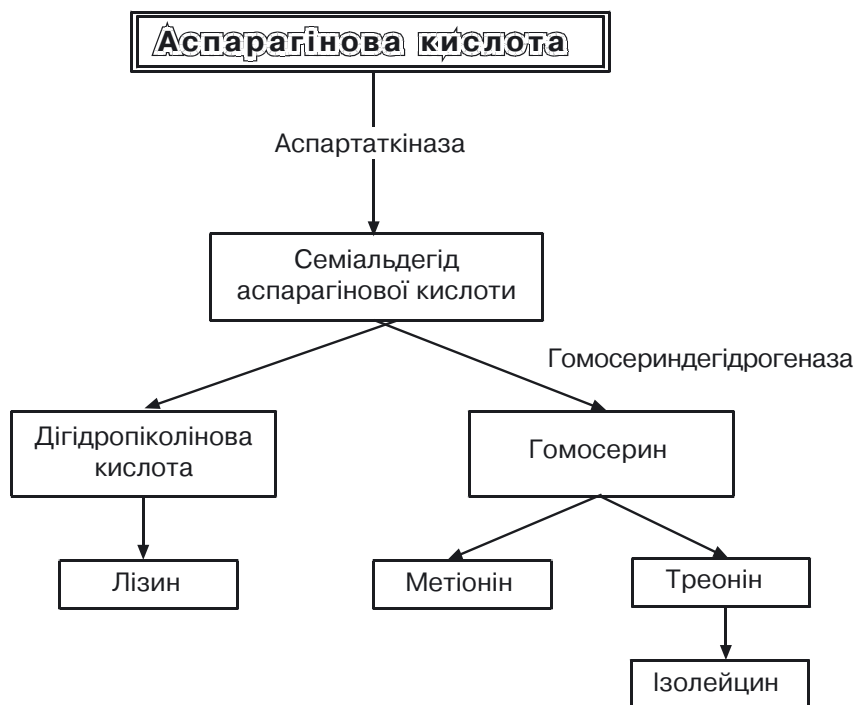 Аспарагінова кислота
Аспартаткіназа
Семіальдегід
аспарагінової кислоти
Гомосериндегідрогеназа
Дігідропіколінова
кислота
Гомосерин
Лізин
Метіонін
Треонін
Ізолейцин